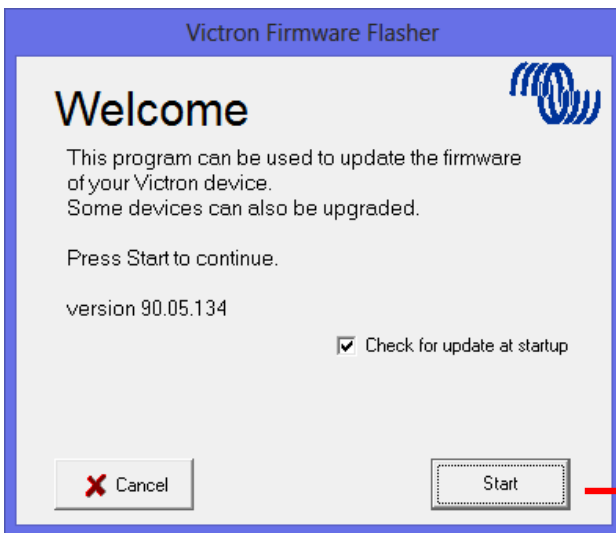 Victron Firmware Flasher
Welcome
This program can be used to update the firmware
of your Victron device.
Some devices can also be upgraded.
Press Start to continue.
version 90.05.134
Check for update at startup
Cancel
Start